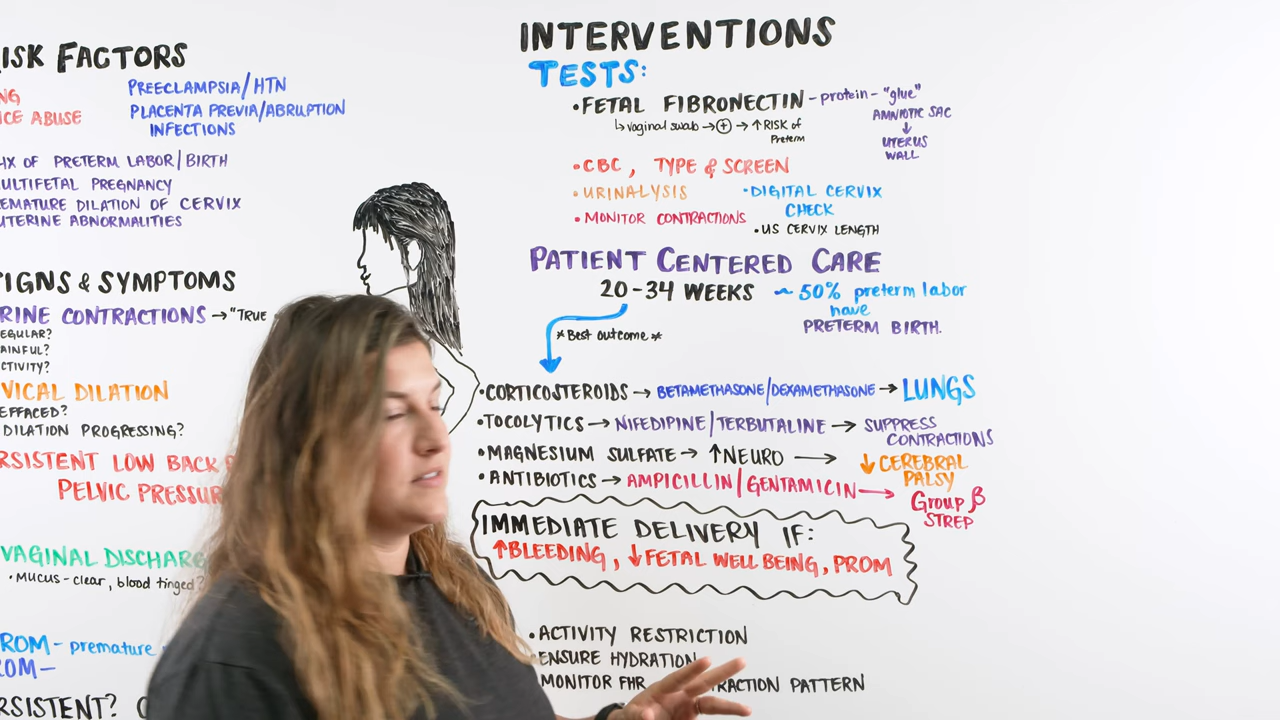 ISK FACTORS
NG
CE ABUSE
PREECLAMPSIA/HTN
PLACENTA PREVIA/ABRUPTION
INFECTIONS
HX OF PRETERM LABOR/BIRTH
ULTIFETAL PREGNANCY
EMATURE DILATION OF CERVIX
UTERINE ABNORMALITIES
IGNS & SYMPTOMS
RINE CONTRACTIONS → "TRUE
EGULAR?
AINFUL?
CTIVITY?
VICAL DILATION
EFFACED?
DILATION PROGRESSING?
RSISTENT LOW BACK
PELVIC PRESSUR
VAGINAL DISCHARG
• MUCUS - clear, blood tinged?
ROM - premature
OM -
RSISTENT?
INTERVENTIONS
TESTS:
• FETAL FIBRONECTIN - protein - "glue"
AMNIOTIC SAC
↓
UTERUS
WALL
↳ vaginal swab → ⊕ → ↑ RISK of
Preterm
• CBC, TYPE & SCREEN
• URINALYSIS
• MONITOR CONTRACTIONS
• DIGITAL CERVIX
CHECK
• US CERVIX LENGTH
PATIENT CENTERED CARE
20-34 WEEKS ~ 50% preterm labor
have
PRETERM BIRTH.
*Best outcome*
• CORTICOSTEROIDS → BETAMETHASONE/DEXAMETHASONE → LUNGS
• TOCOLYTICS → NIFEDIPINE/TERBUTALINE → SUPPRESS
CONTRACTIONS
• MAGNESIUM SULFATE → ↑ NEURO → ↓ CEREBRAL
PALSY
• ANTIBIOTICS → AMPICILLIN/GENTAMICIN → Group β
STREP
IMMEDIATE DELIVERY IF:
↑ BLEEDING, ↓ FETAL WELL BEING, PROM
• ACTIVITY RESTRICTION
• ENSURE HYDRATION
MONITOR FHR RACTION PATTERN